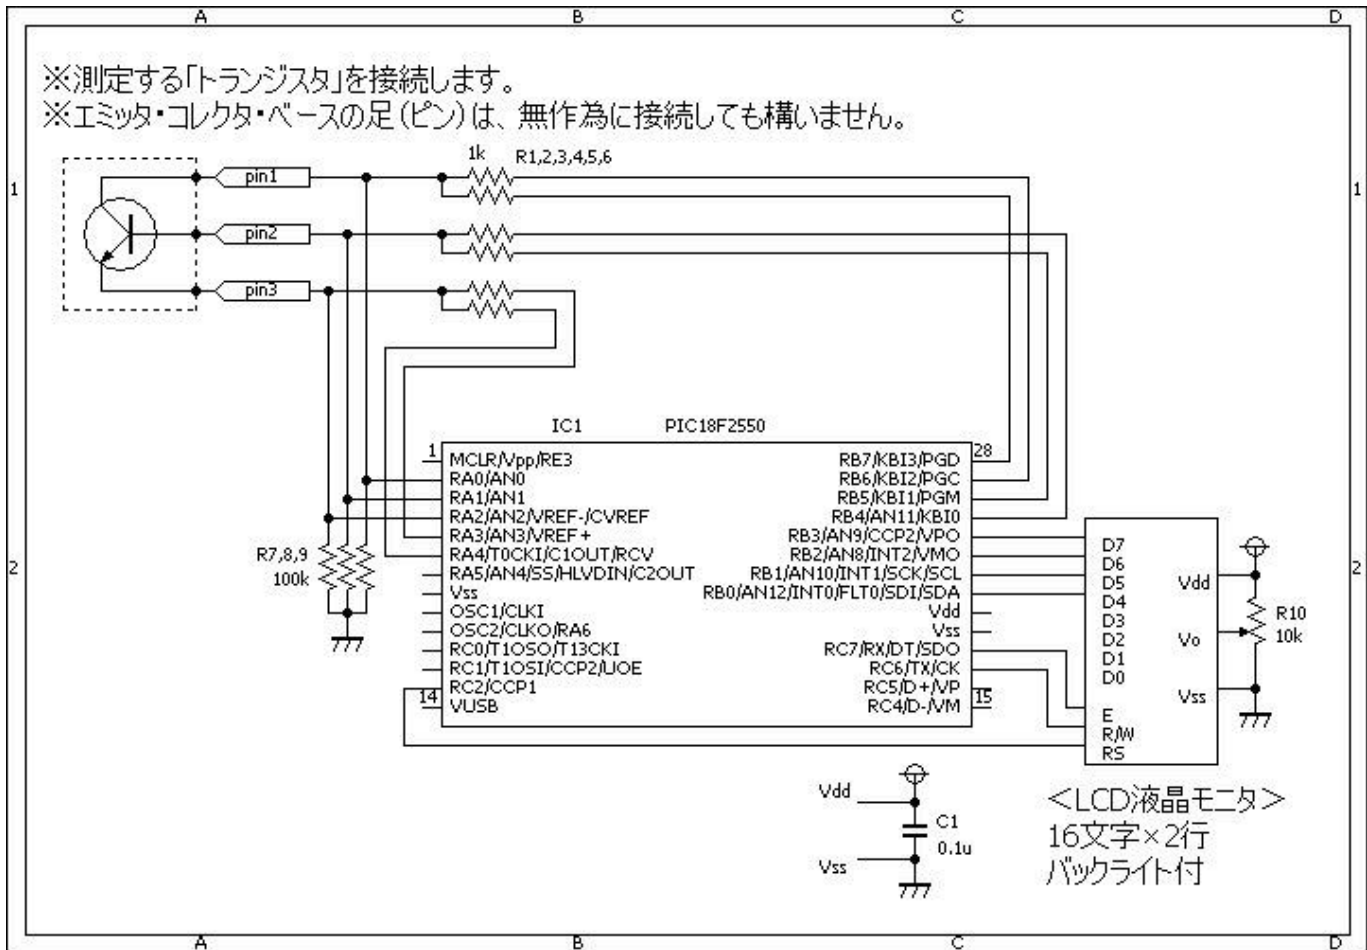 A B C D
※測定する「トランジスタ」を接続します。
※エミッタ・コレクタ・ベースの足(ピン)は、無作為に接続しても構いません。
1k R1,2,3,4,5,6
pin1
1 1
pin2
pin3
IC1 PIC18F2550
1 28
MCLR/Vpp/RE3 RB7/KBI3/PGD
RA0/AN0 RB6/KBI2/PGC
RA1/AN1 RB5/KBI1/PGM
RA2/AN2/VREF-/CVREF RB4/AN11/KBI0
RA3/AN3/VREF+ RB3/AN9/CCP2/VPO
RA4/T0CKI/C1OUT/RCV RB2/AN8/INT2/VMO
RA5/AN4/SS/HLVDIN/C2OUT RB1/AN10/INT1/SCK/SCL
Vss RB0/AN12/INT0/FLT0/SDI/SDA
OSC1/CLKI Vdd
OSC2/CLKO/RA6 Vss
RC0/T1OSO/T13CKI RC7/RX/DT/SDO
RC1/T1OSI/CCP2/UOE RC6/TX/CK
RC2/CCP1 RC5/D+/VP
14 15
VUSB RC4/D-/VM
R7,8,9
100k
2 2
D7
D6
D5
D4
D3
D2
D1
D0
E
R/W
RS
Vdd
Vo
Vss
R10
10k
Vdd
C1
0.1u
Vss
<LCD液晶モニタ>
16文字×2行
バックライト付
A B C D